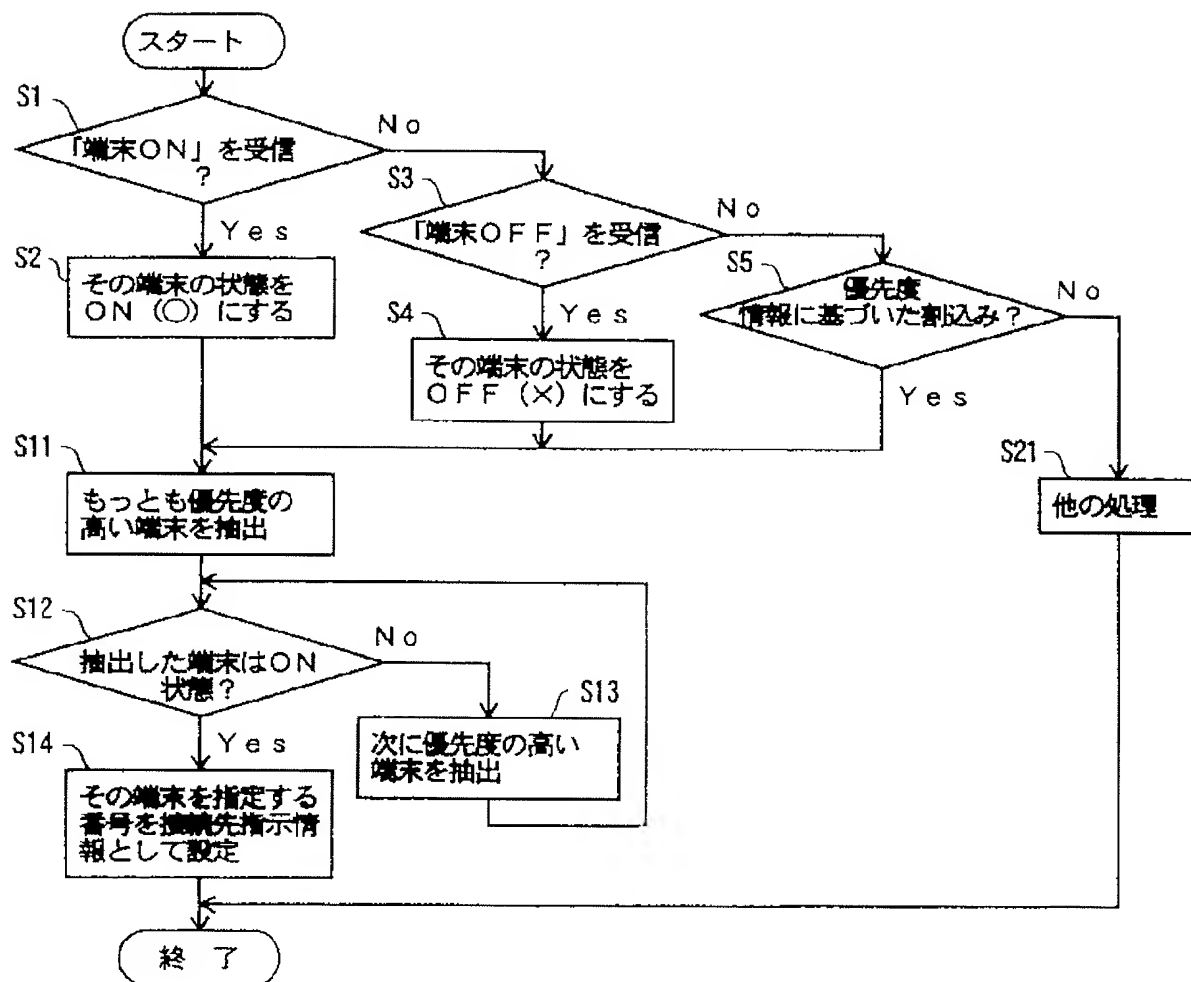 スタート
S1
「端末ON」を受信
?
No
Yes
S2
その端末の状態を
ON(○)にする
S3
「端末OFF」を受信
?
No
Yes
S4
その端末の状態を
OFF(×)にする
S5
優先度
情報に基づいた割込み?
No
Yes
S11
もっとも優先度の
高い端末を抽出
S21
他の処理
S12
抽出した端末はON
状態?
No
Yes
S13
次に優先度の高い
端末を抽出
S14
その端末を指定する
番号を接続先指示情
報として設定
終 了